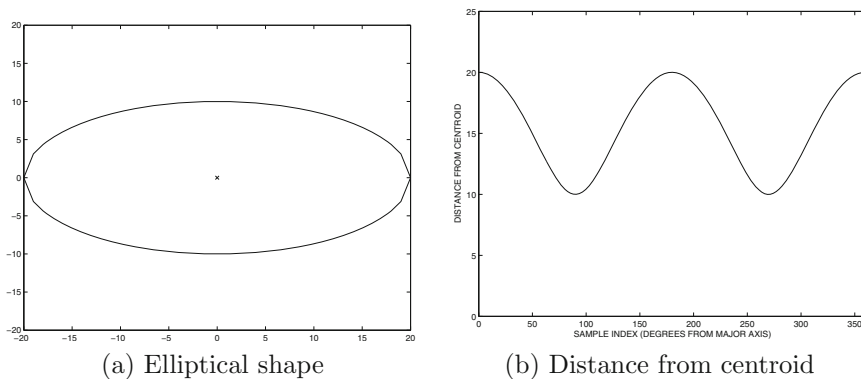 20
15
10
5
0
−5
−10
−15
−20
−20 −15 −10 −5 0 5 10 15 20
(a) Elliptical shape
25
20
15
10
5
0
DISTANCE FROM CENTROID
0 50 100 150 200 250 300 350
SAMPLE INDEX (DEGREES FROM MAJOR AXIS)
(b) Distance from centroid